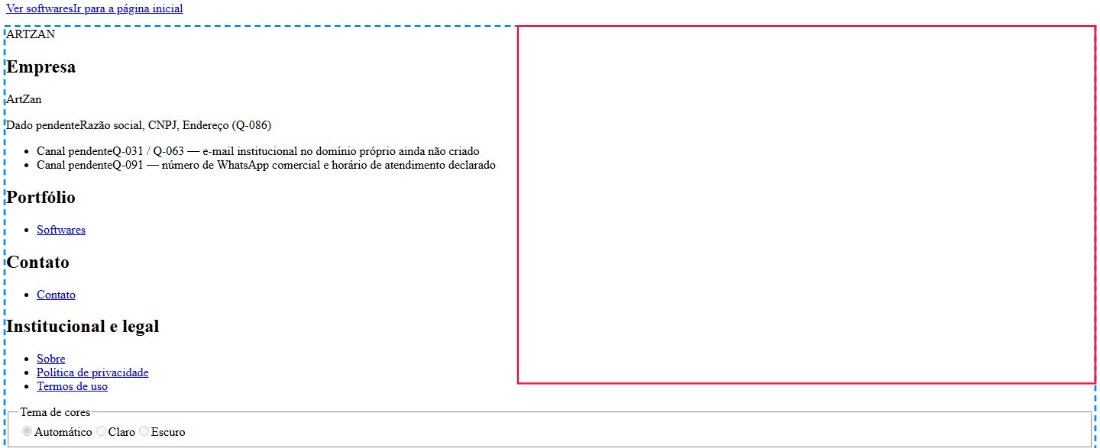 Ver softwaresIr para a página inicial
ARTZAN
Empresa
ArtZan
Dado pendenteRazão social, CNPJ, Endereço (Q-086)
Canal pendenteQ-031 / Q-063 — e-mail institucional no domínio próprio ainda não criado
Canal pendenteQ-091 — número de WhatsApp comercial e horário de atendimento declarado
Portfólio
Softwares
Contato
Contato
Institucional e legal
Sobre
Política de privacidade
Termos de uso
Tema de cores
Automático Claro Escuro